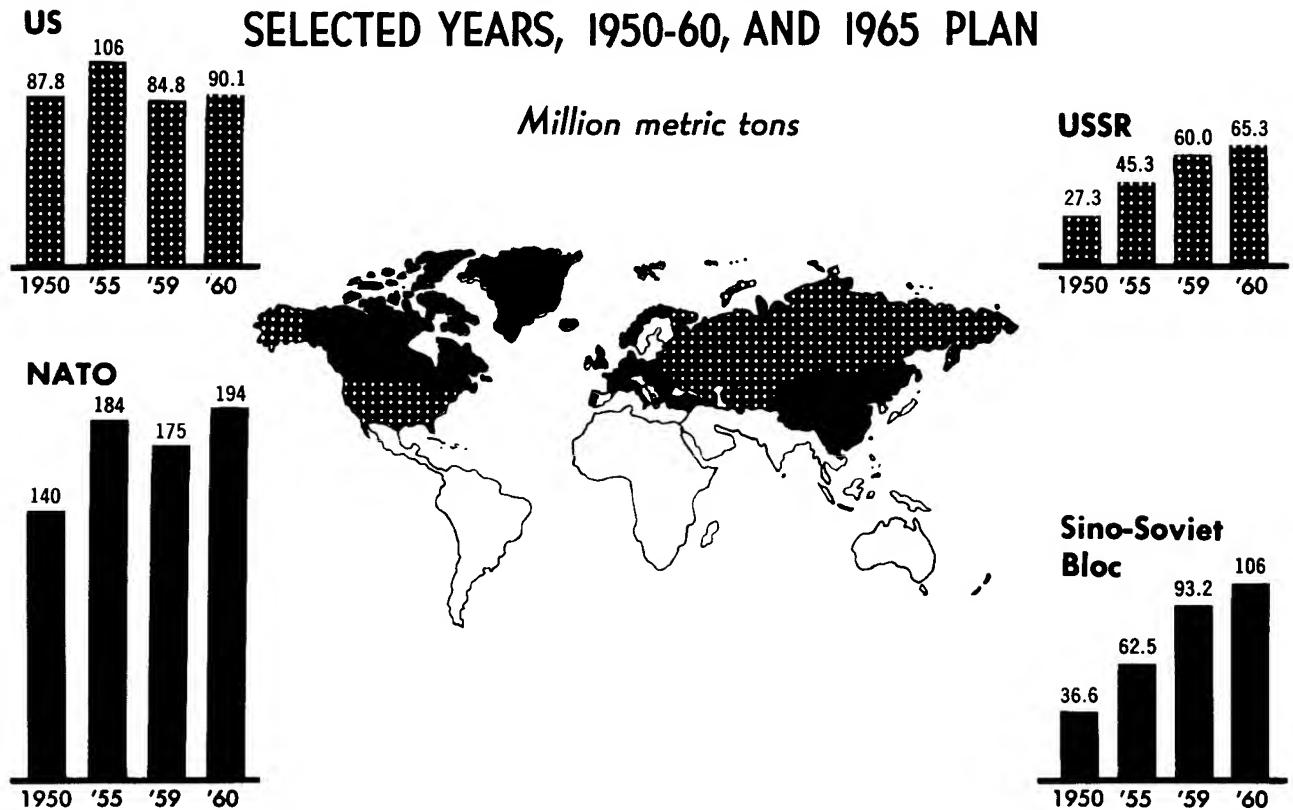 SELECTED YEARS, 1950-60, AND 1965 PLAN
Million metric tons
US
87.8 106 84.8 90.1
1950 '55 '59 '60
NATO
140 184 175 194
1950 '55 '59 '60
USSR
27.3 45.3 60.0 65.3
1950 '55 '59 '60
Sino-Soviet
Bloc
36.6 62.5 93.2 106
1950 '55 '59 '60